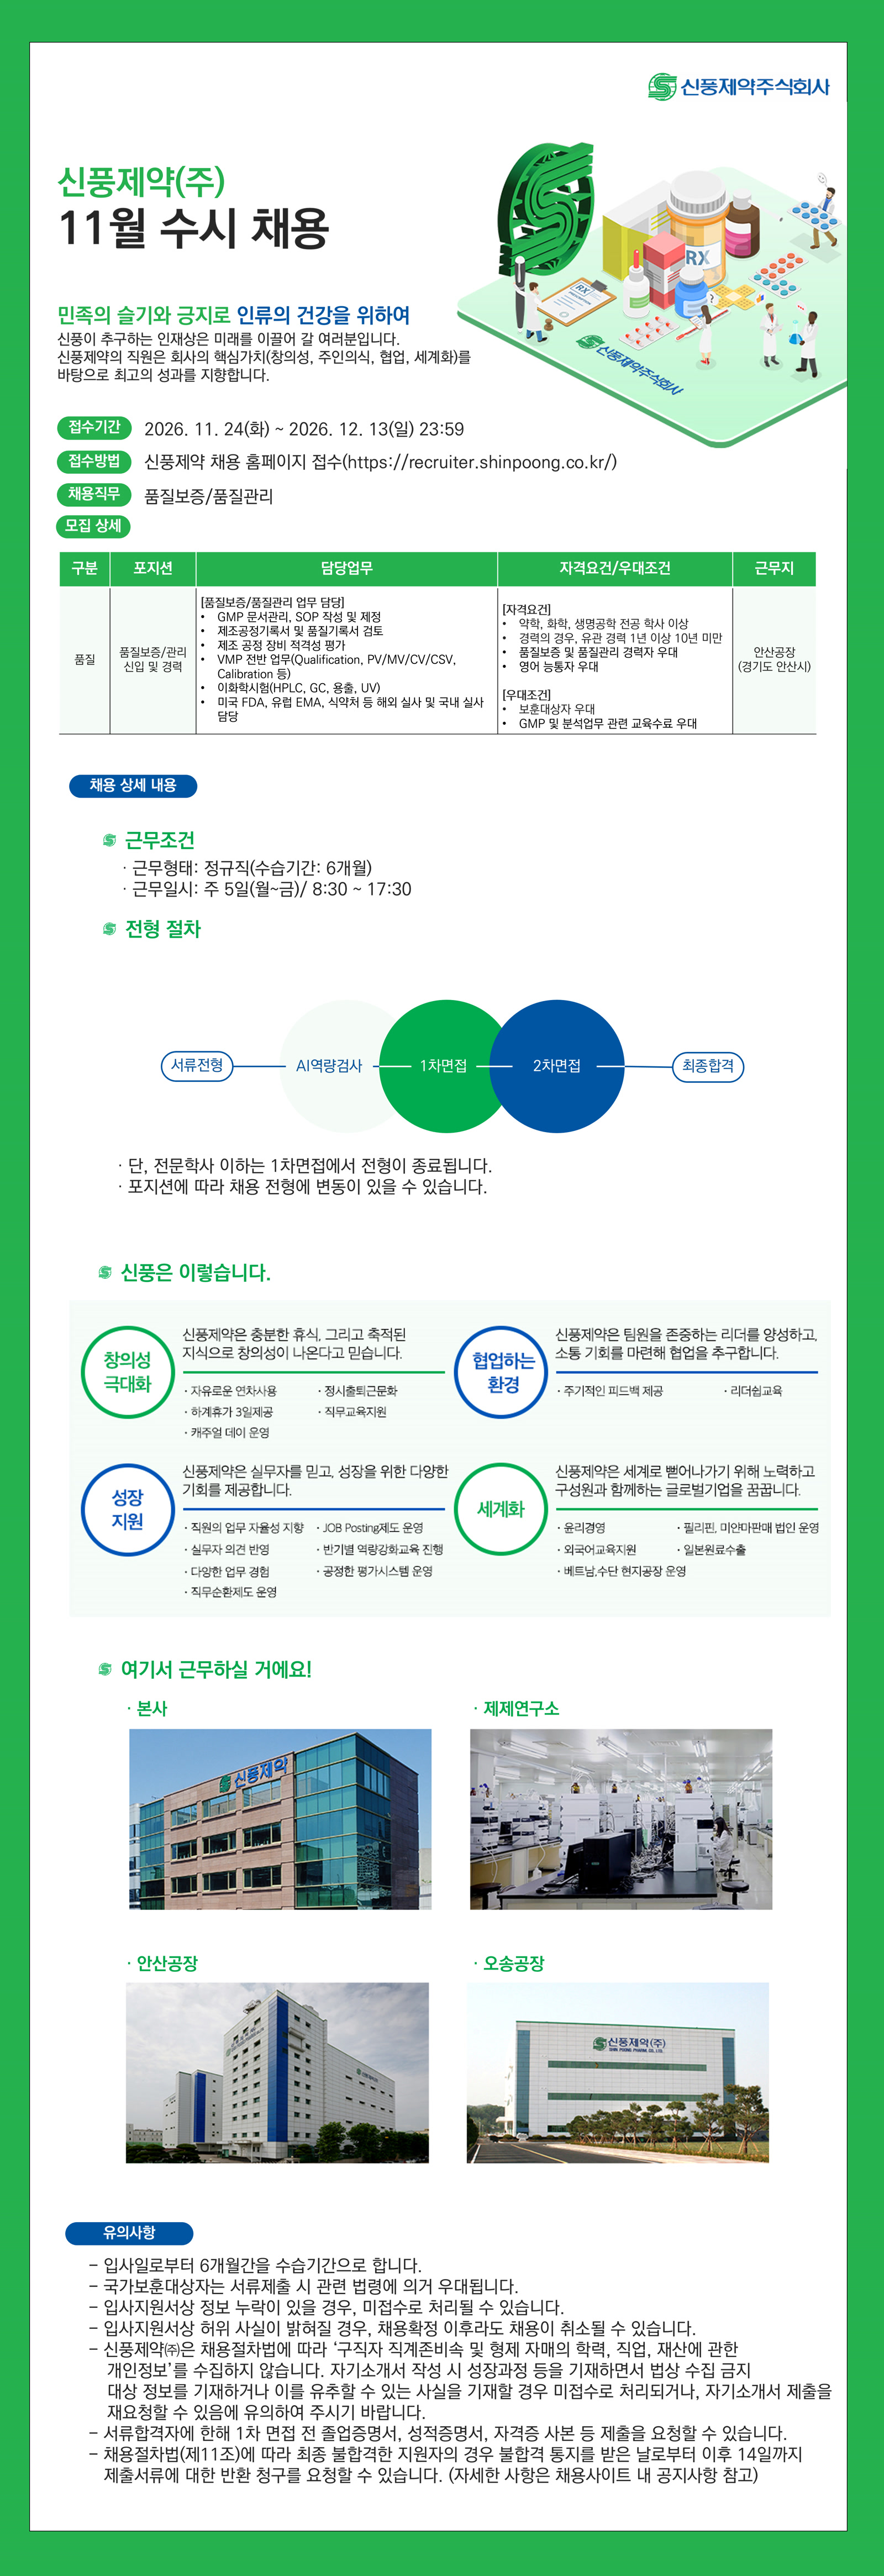 신풍제약주식회사
신풍제약(주)
11월 수시 채용
RX
RX
신풍제약주식회사
민족의 슬기와 긍지로 인류의 건강을 위하여
신풍이 추구하는 인재상은 미래를 이끌어 갈 여러분입니다.
신풍제약의 직원은 회사의 핵심가치(창의성, 주인의식, 협업, 세계화)를
바탕으로 최고의 성과를 지향합니다.
접수기간 2026. 11. 24(화) ~ 2026. 12. 13(일) 23:59
접수방법 신풍제약 채용 홈페이지 접수(https://recruiter.shinpoong.co.kr/)
채용직무 품질보증/품질관리
모집 상세
구분 포지션 담당업무 자격요건/우대조건 근무지
품질
품질보증/관리
신입 및 경력
[품질보증/품질관리 업무 담당]
• GMP 문서관리, SOP 작성 및 제정
• 제조공정기록서 및 품질기록서 검토
• 제조 공정 장비 적격성 평가
• VMP 전반 업무(Qualification, PV/MV/CV/CSV,
Calibration 등)
• 이화학시험(HPLC, GC, 용출, UV)
• 미국 FDA, 유럽 EMA, 식약처 등 해외 실사 및 국내 실사
담당
[자격요건]
• 약학, 화학, 생명공학 전공 학사 이상
• 경력의 경우, 유관 경력 1년 이상 10년 미만
• 품질보증 및 품질관리 경력자 우대
• 영어 능통자 우대
[우대조건]
• 보훈대상자 우대
• GMP 및 분석업무 관련 교육수료 우대
안산공장
(경기도 안산시)
채용 상세 내용
근무조건
· 근무형태: 정규직(수습기간: 6개월)
· 근무일시: 주 5일(월~금)/ 8:30 ~ 17:30
전형 절차
서류전형 AI역량검사 1차면접 2차면접 최종합격
· 단, 전문학사 이하는 1차면접에서 전형이 종료됩니다.
· 포지션에 따라 채용 전형에 변동이 있을 수 있습니다.
신풍은 이렇습니다.
창의성
극대화
신풍제약은 충분한 휴식, 그리고 축적된
지식으로 창의성이 나온다고 믿습니다.
· 자유로운 연차사용 · 정시출퇴근문화
· 하계휴가 3일제공 · 직무교육지원
· 캐주얼 데이 운영
협업하는
환경
신풍제약은 팀원을 존중하는 리더를 양성하고,
소통 기회를 마련해 협업을 추구합니다.
· 주기적인 피드백 제공 · 리더쉽교육
성장
지원
신풍제약은 실무자를 믿고, 성장을 위한 다양한
기회를 제공합니다.
· 직원의 업무 자율성 지향 · JOB Posting제도 운영
· 실무자 의견 반영 · 반기별 역량강화교육 진행
· 다양한 업무 경험 · 공정한 평가시스템 운영
· 직무순환제도 운영
세계화
신풍제약은 세계로 뻗어나가기 위해 노력하고
구성원과 함께하는 글로벌기업을 꿈꿉니다.
· 윤리경영 · 필리핀, 미얀마판매 법인 운영
· 외국어교육지원 · 일본원료수출
· 베트남,수단 현지공장 운영
여기서 근무하실 거에요!
· 본사 · 제제연구소
신풍제약
· 안산공장 · 오송공장
신풍제약(주)
유의사항
– 입사일로부터 6개월간을 수습기간으로 합니다.
– 국가보훈대상자는 서류제출 시 관련 법령에 의거 우대됩니다.
– 입사지원서상 정보 누락이 있을 경우, 미접수로 처리될 수 있습니다.
– 입사지원서상 허위 사실이 밝혀질 경우, 채용확정 이후라도 채용이 취소될 수 있습니다.
– 신풍제약㈜은 채용절차법에 따라 ‘구직자 직계존비속 및 형제 자매의 학력, 직업, 재산에 관한
개인정보’를 수집하지 않습니다. 자기소개서 작성 시 성장과정 등을 기재하면서 법상 수집 금지
대상 정보를 기재하거나 이를 유추할 수 있는 사실을 기재할 경우 미접수로 처리되거나, 자기소개서 제출을
재요청할 수 있음에 유의하여 주시기 바랍니다.
– 서류합격자에 한해 1차 면접 전 졸업증명서, 성적증명서, 자격증 사본 등 제출을 요청할 수 있습니다.
– 채용절차법(제11조)에 따라 최종 불합격한 지원자의 경우 불합격 통지를 받은 날로부터 이후 14일까지
제출서류에 대한 반환 청구를 요청할 수 있습니다. (자세한 사항은 채용사이트 내 공지사항 참고)